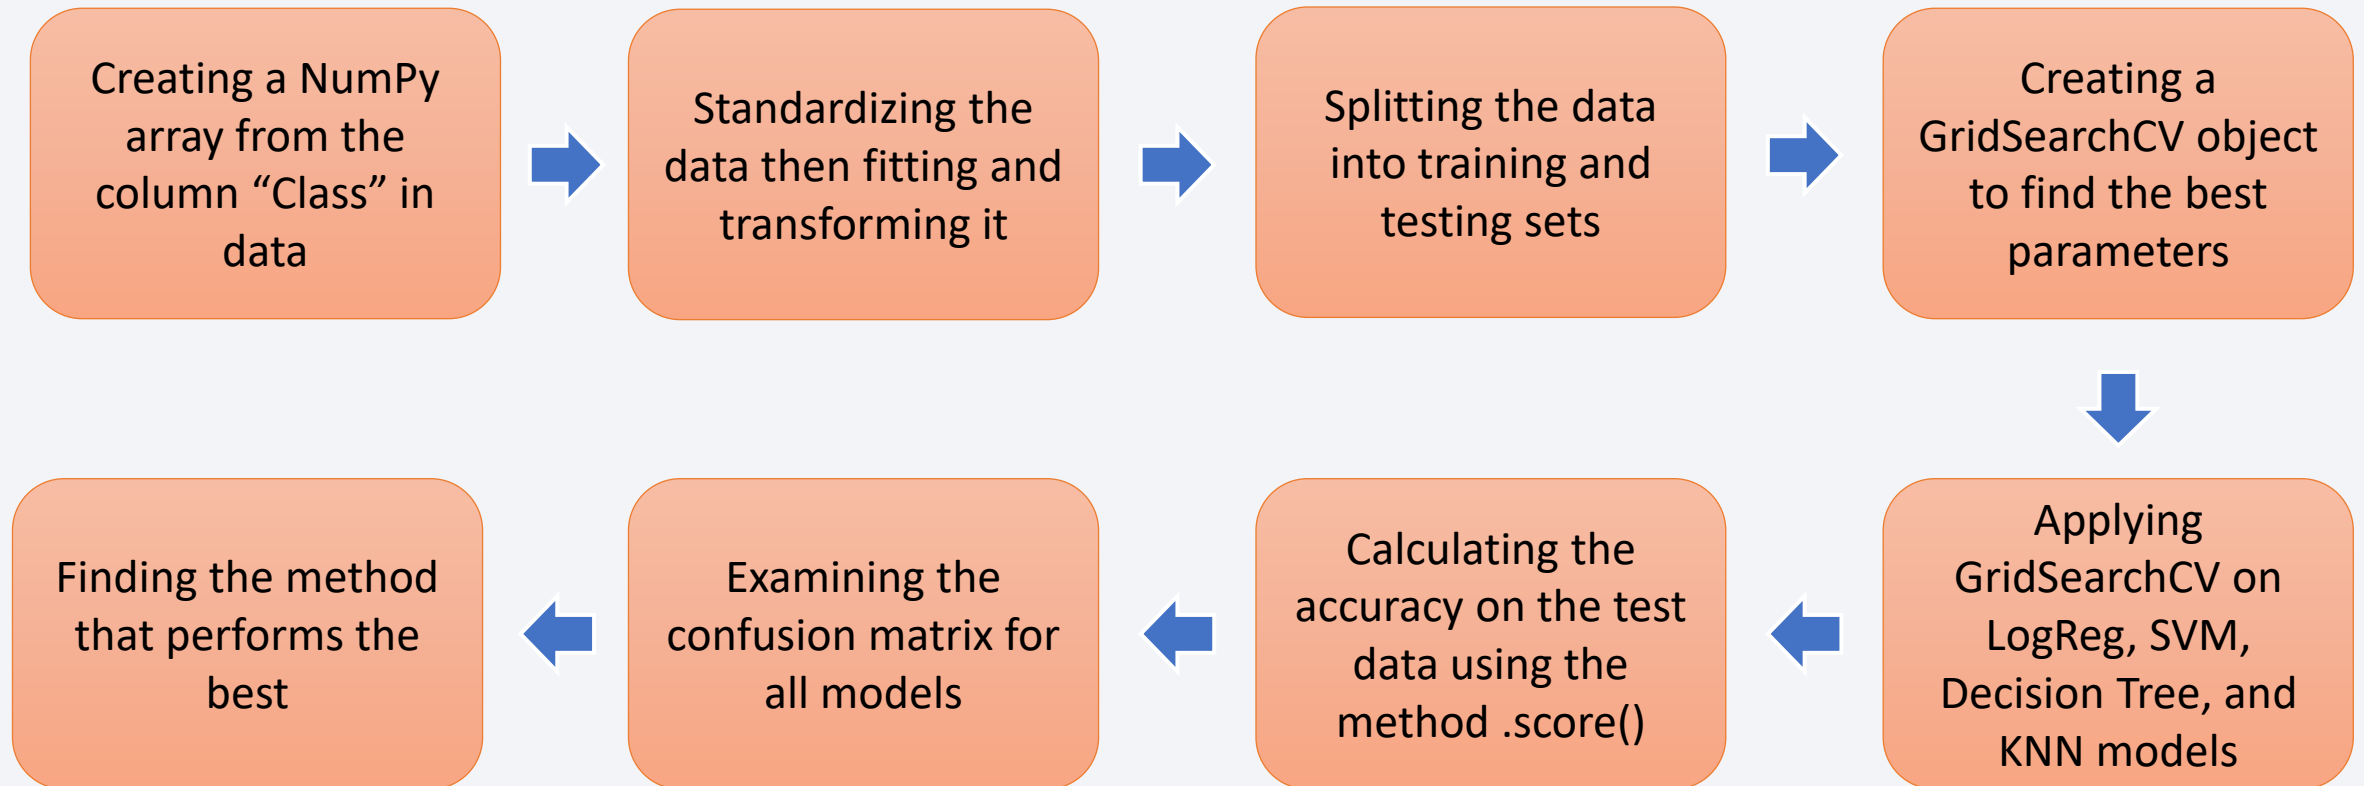 Creating a NumPy
array from the
column “Class” in
data
Standardizing the
data then fitting and
transforming it
Splitting the data
into training and
testing sets
Creating a
GridSearchCV object
to find the best
parameters
Applying
GridSearchCV on
LogReg, SVM,
Decision Tree, and
KNN models
Calculating the
accuracy on the test
data using the
method .score()
Examining the
confusion matrix for
all models
Finding the method
that performs the
best